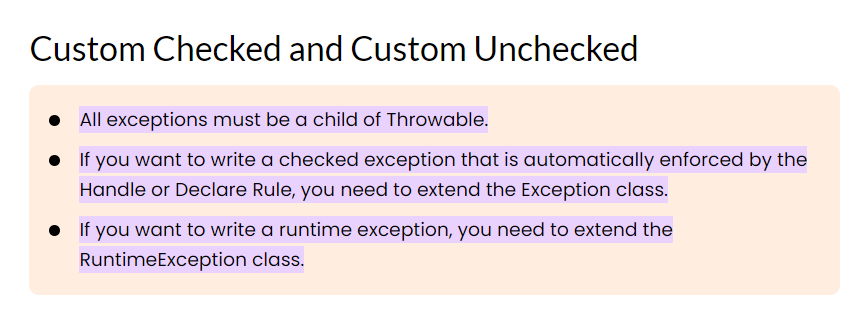 Custom Checked and Custom Unchecked
All exceptions must be a child of Throwable.
If you want to write a checked exception that is automatically enforced by the
Handle or Declare Rule, you need to extend the Exception class.
If you want to write a runtime exception, you need to extend the
RuntimeException class.